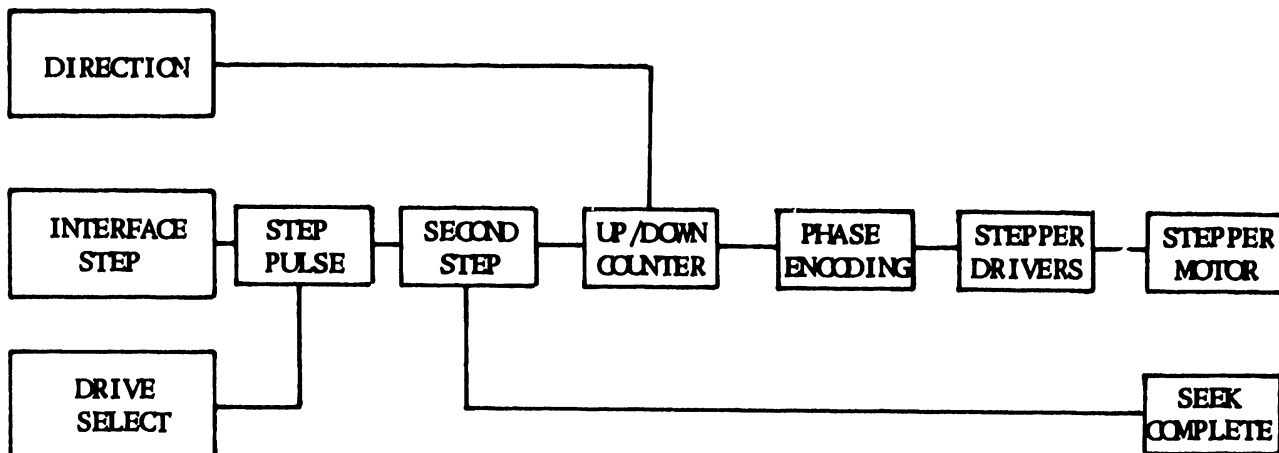 DIRECTION
INTERFACE
STEP
STEP
PULSE
SECOND
STEP
UP/DOWN
COUNTER
PHASE
ENCODING
STEPPER
DRIVERS
STEPPER
MOTOR
DRIVE
SELECT
SEEK
COMPLETE